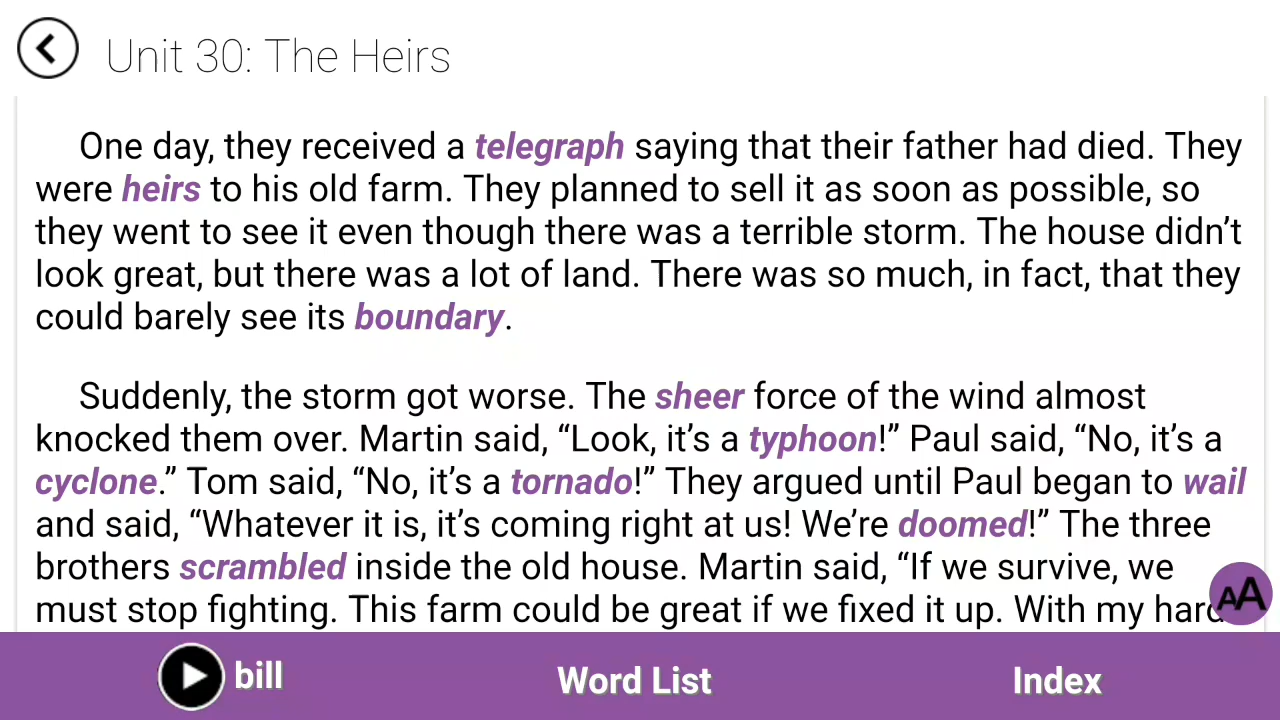 Unit 30: The Heirs
One day, they received a telegraph saying that their father had died. They
were heirs to his old farm. They planned to sell it as soon as possible, so
they went to see it even though there was a terrible storm. The house didn’t
look great, but there was a lot of land. There was so much, in fact, that they
could barely see its boundary.
Suddenly, the storm got worse. The sheer force of the wind almost
knocked them over. Martin said, “Look, it’s a typhoon!” Paul said, “No, it’s a
cyclone.” Tom said, “No, it’s a tornado!” They argued until Paul began to wail
and said, “Whatever it is, it’s coming right at us! We’re doomed!” The three
brothers scrambled inside the old house. Martin said, “If we survive, we
must stop fighting. This farm could be great if we fixed it up. With my hard
AA
bill
Word List
Index